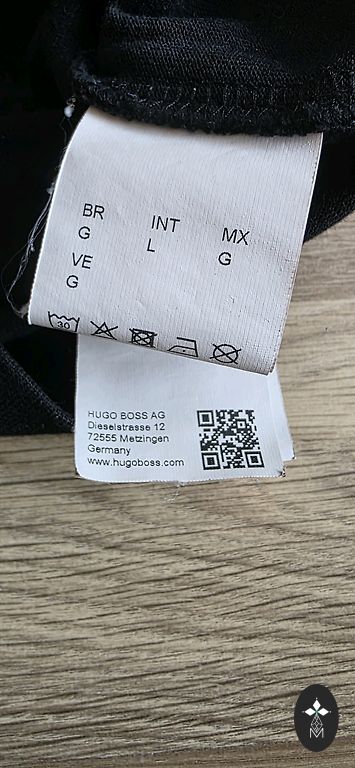 BR INT MX
G L G
VE
G
30
HUGO BOSS AG
Dieselstrasse 12
72555 Metzingen
Germany
www.hugoboss.com
M